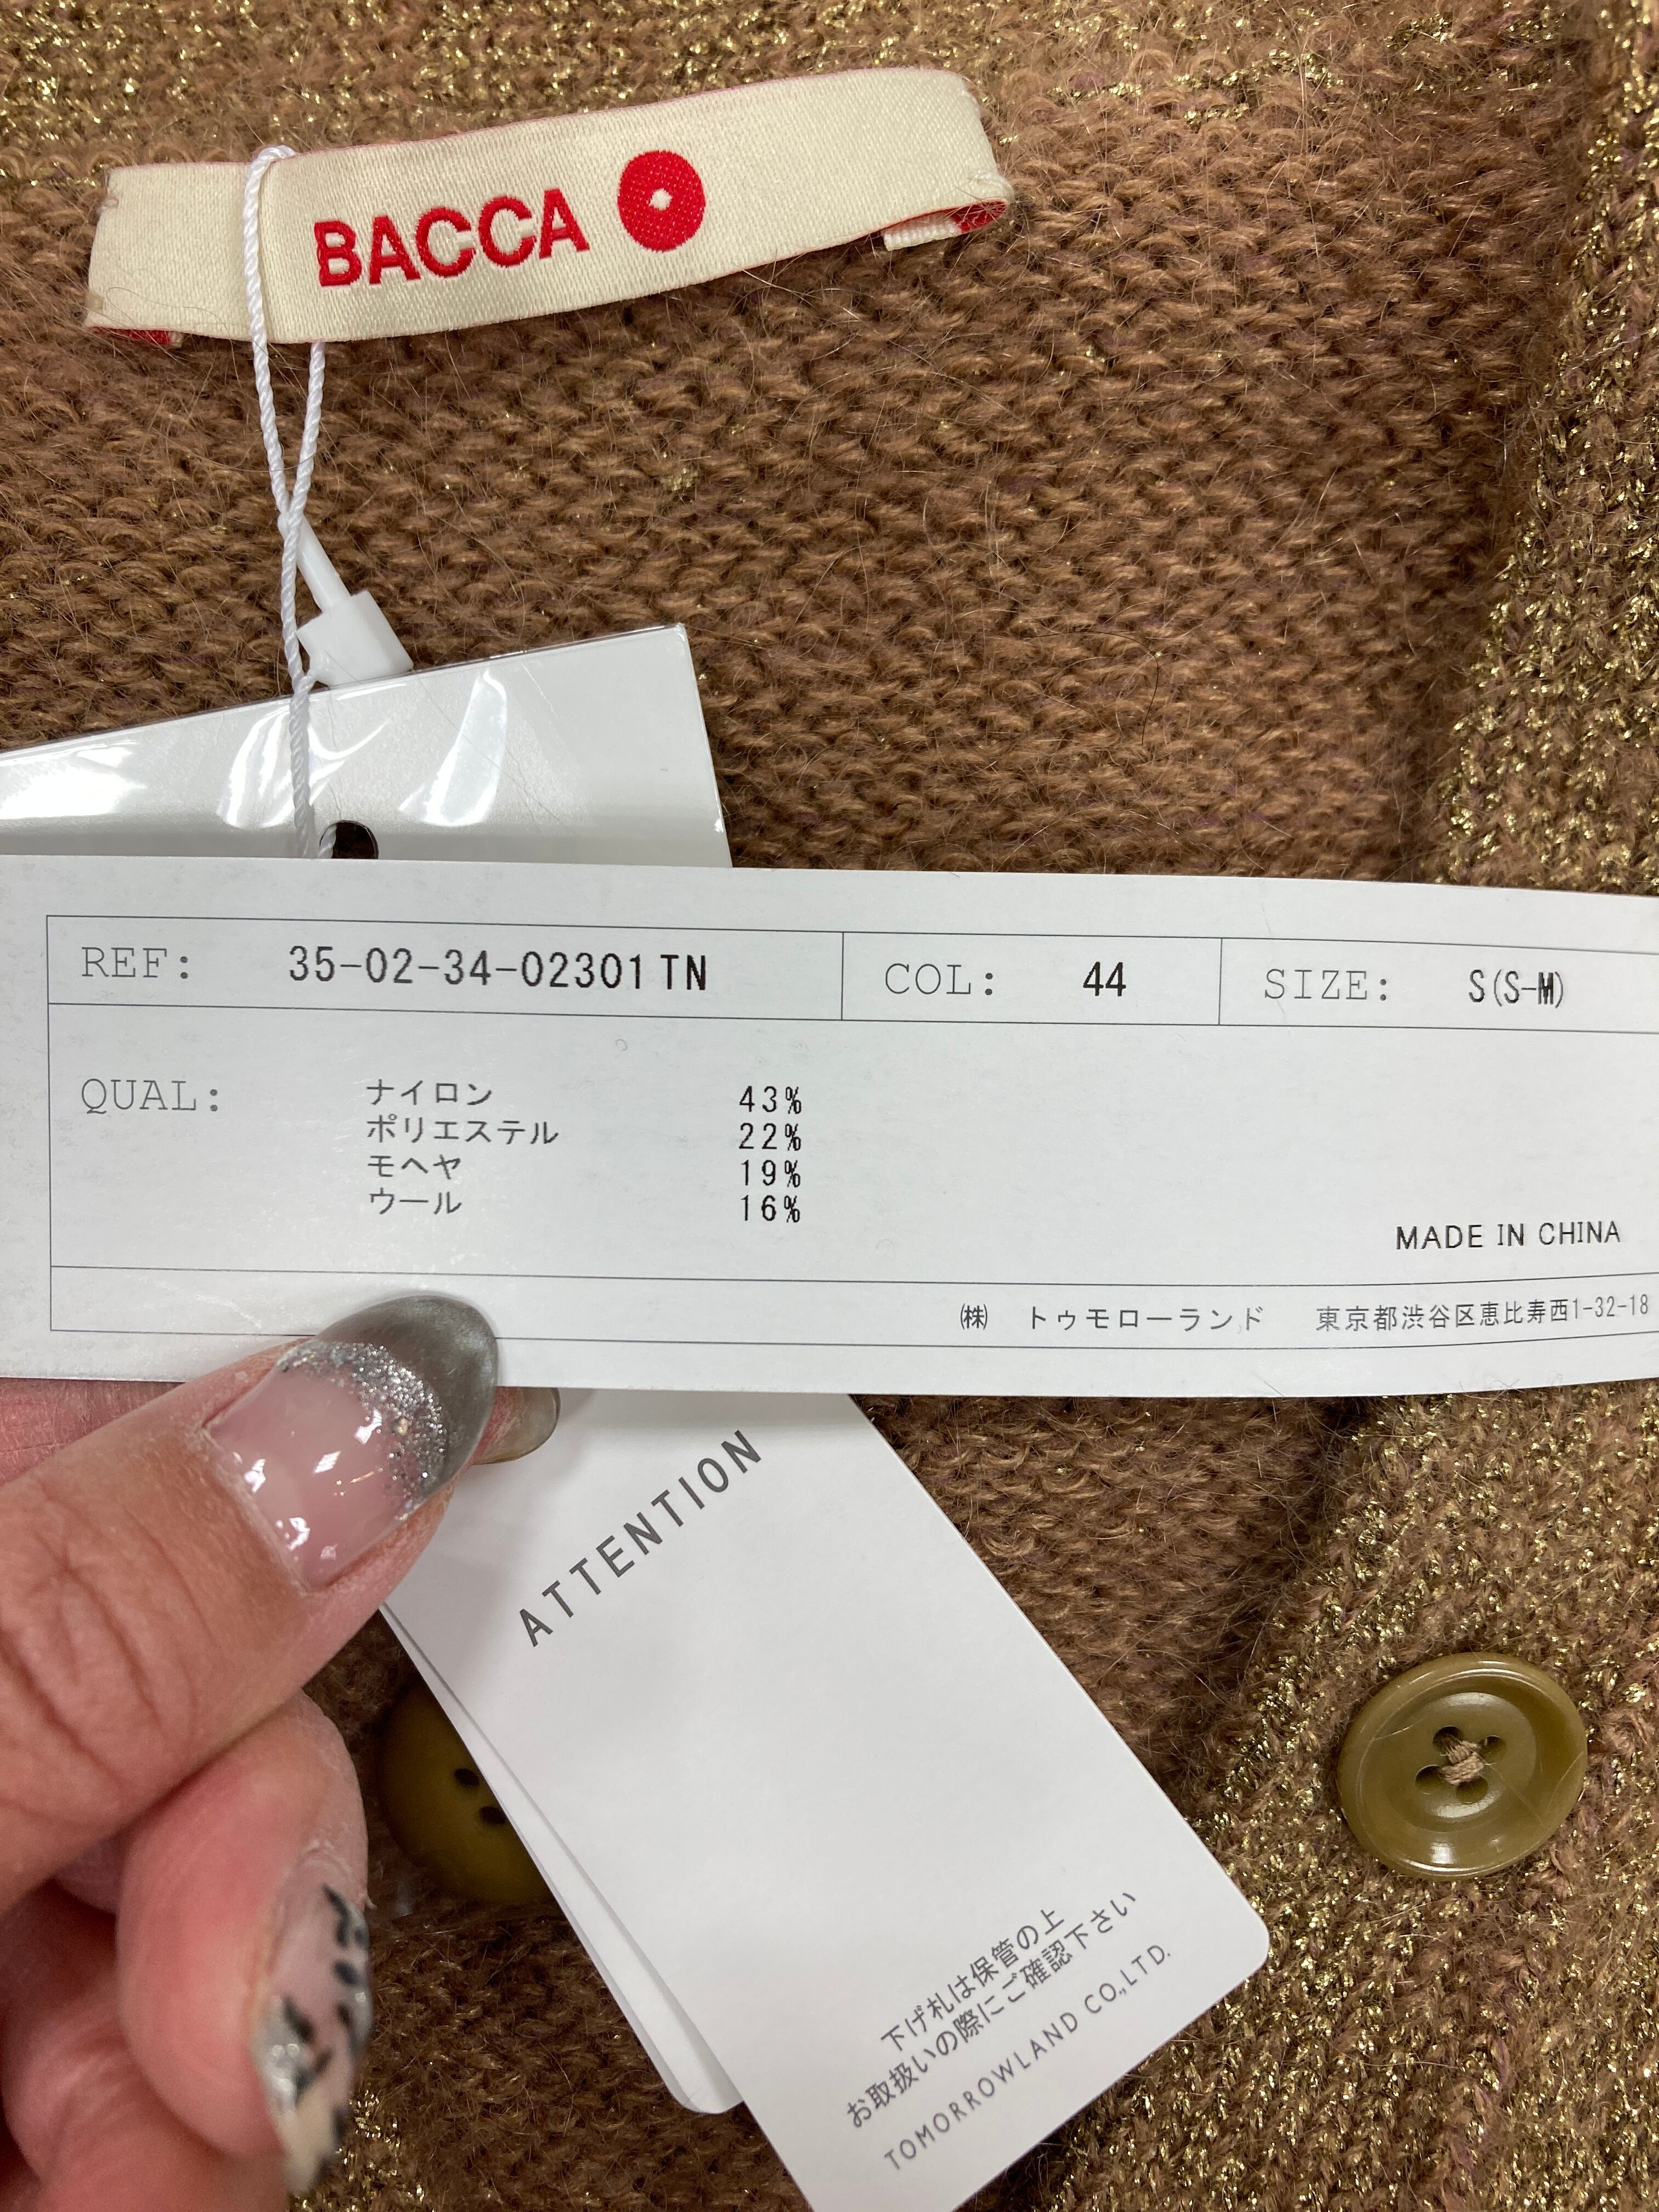 BACCA
REF: 35-02-34-02301TN COL: 44 SIZE: S(S-M)
QUAL: ナイロン 43%
ポリエステル 22%
モヘヤ 19%
ウール 16%
MADE IN CHINA
㈱ トゥモローランド 東京都渋谷区恵比寿西1-32-18
ATTENTION
下げ札は保管の上
お取扱いの際にご確認下さい
TOMORROWLAND CO.,LTD.